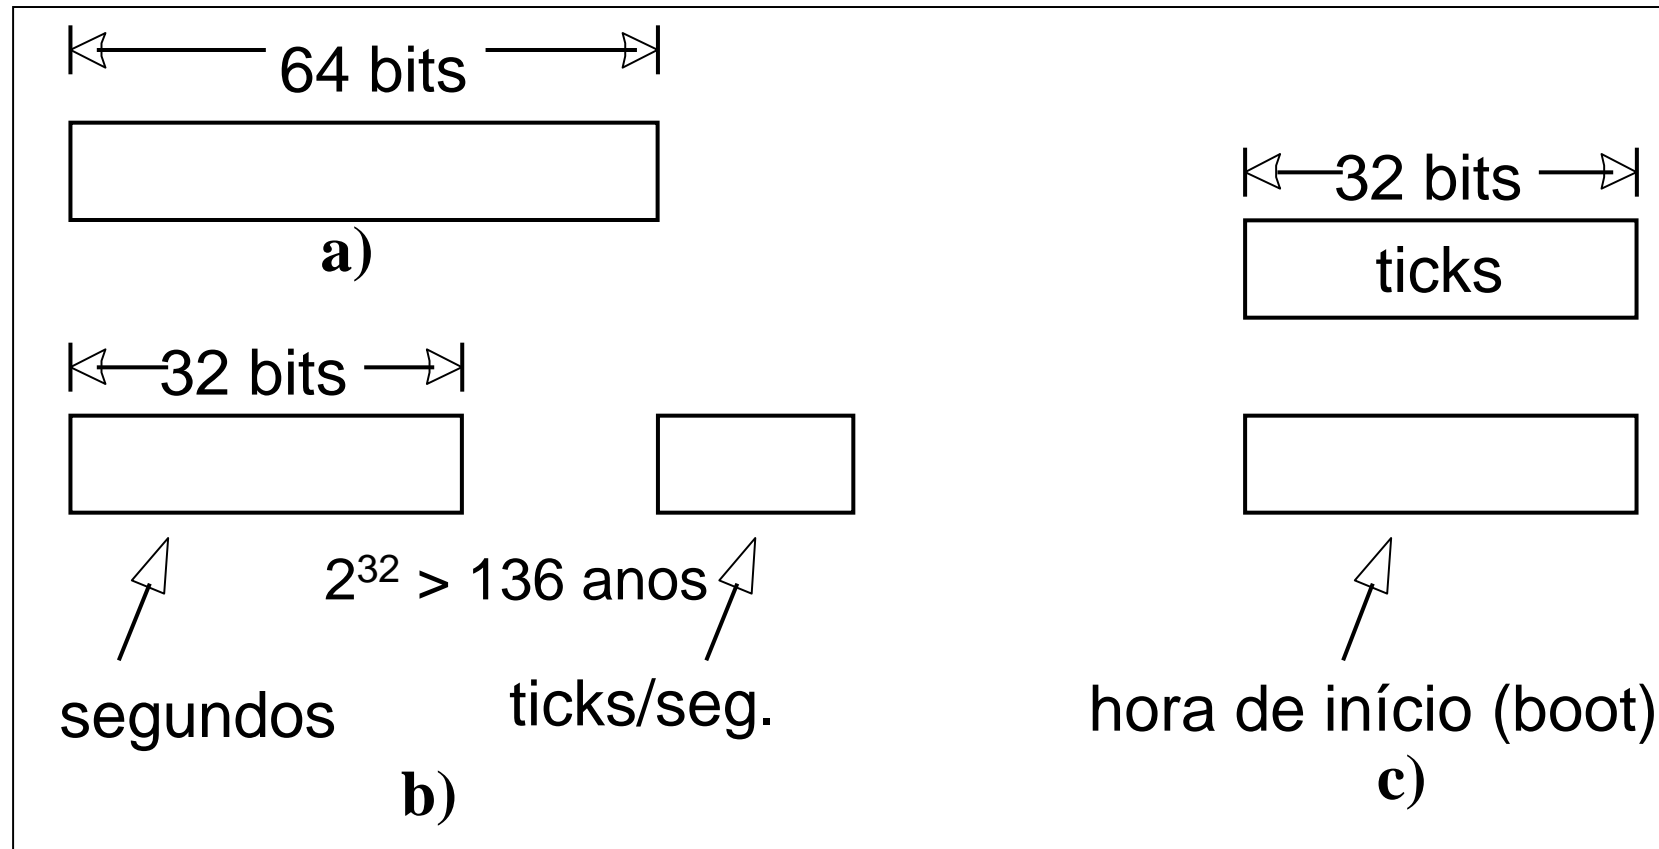 64 bits
a)
32 bits
2³² > 136 anos
segundos
ticks/seg.
b)
32 bits
ticks
hora de início (boot)
c)